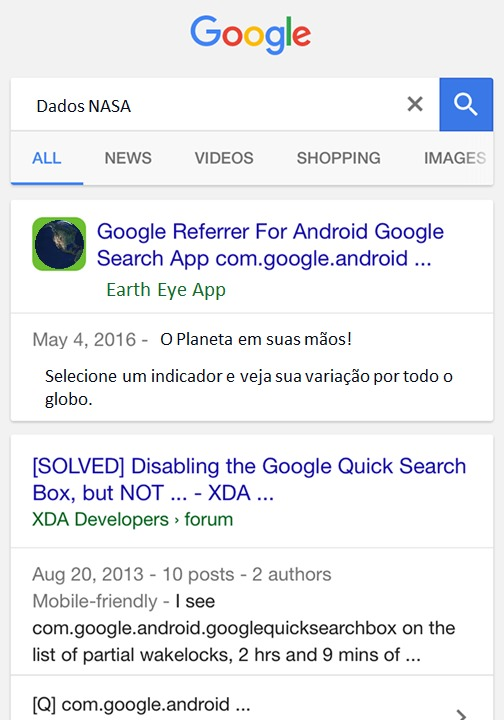 Google
Dados NASA
ALL NEWS VIDEOS SHOPPING IMAGES
Google Referrer For Android Google
Search App com.google.android ...
Earth Eye App
May 4, 2016 - O Planeta em suas mãos!
Selecione um indicador e veja sua variação por todo o
globo.
[SOLVED] Disabling the Google Quick Search
Box, but NOT ... - XDA ...
XDA Developers › forum
Aug 20, 2013 - 10 posts - 2 authors
Mobile-friendly - I see
com.google.android.googlequicksearchbox on the
list of partial wakelocks, 2 hrs and 9 mins of ...
[Q] com.google.android ...